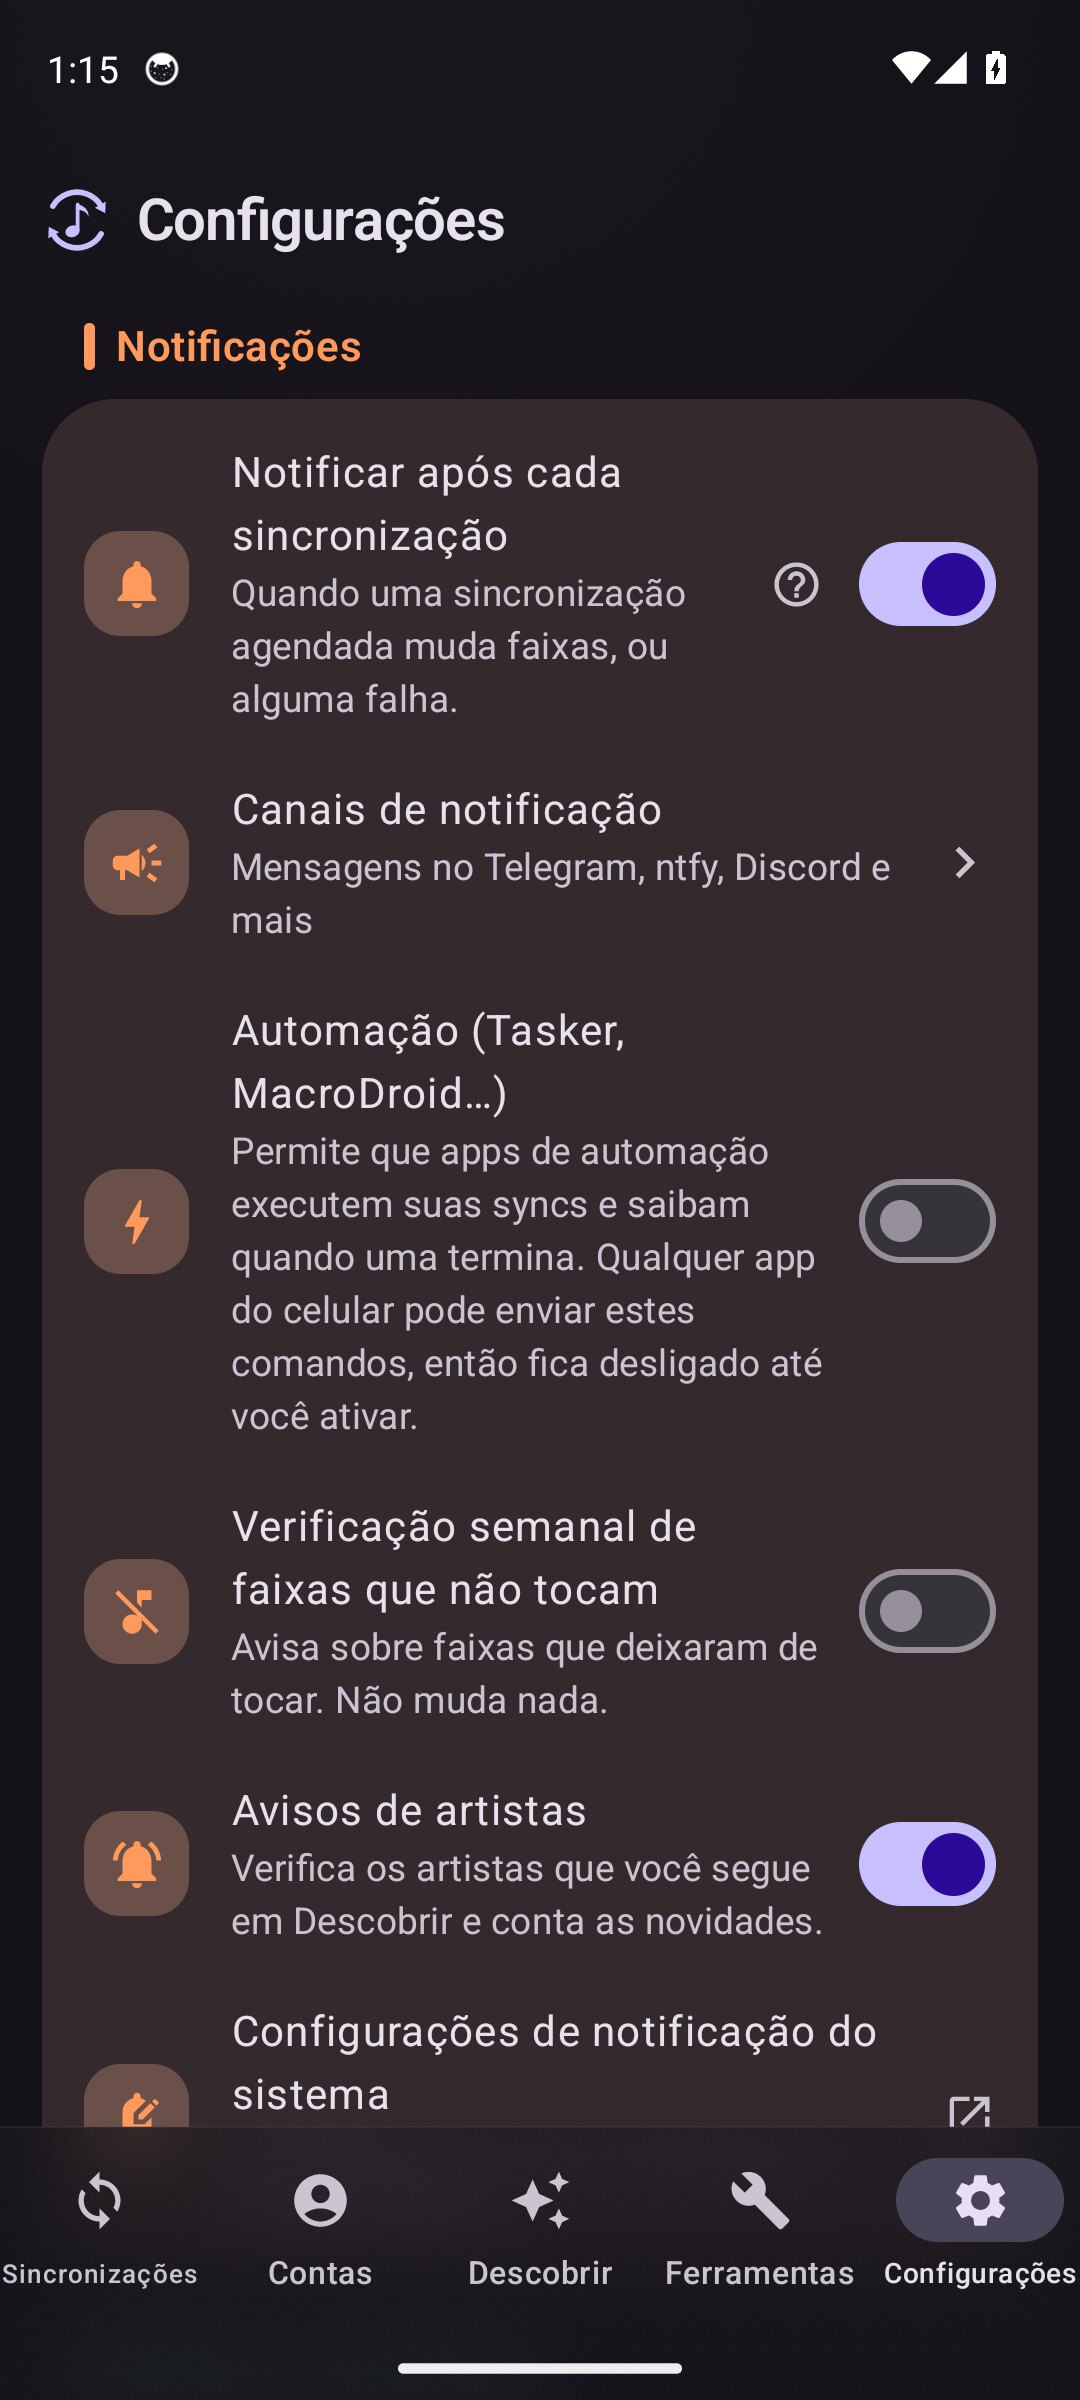 1:15
Configurações
Notificações
Notificar após cada
sincronização
Quando uma sincronização
agendada muda faixas, ou
alguma falha.
Canais de notificação
Mensagens no Telegram, ntfy, Discord e
mais
Automação (Tasker,
MacroDroid…)
Permite que apps de automação
executem suas syncs e saibam
quando uma termina. Qualquer app
do celular pode enviar estes
comandos, então fica desligado até
você ativar.
Verificação semanal de
faixas que não tocam
Avisa sobre faixas que deixaram de
tocar. Não muda nada.
Avisos de artistas
Verifica os artistas que você segue
em Descobrir e conta as novidades.
Configurações de notificação do
sistema
Sincronizações
Contas
Descobrir
Ferramentas
Configurações